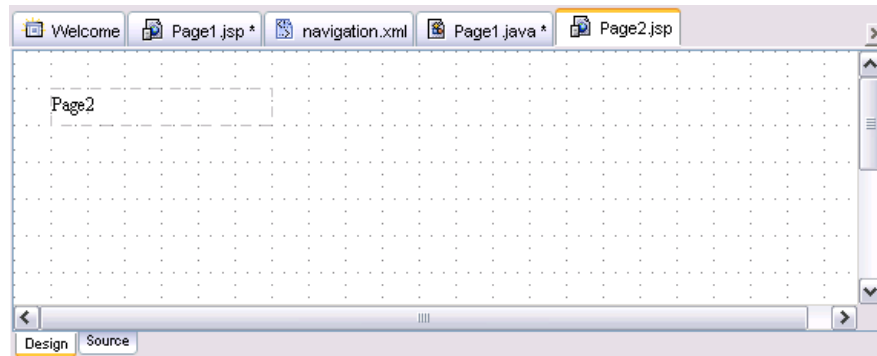 Welcome Page1.jsp * navigation.xml Page1.java * Page2.jsp
Page2
Design Source